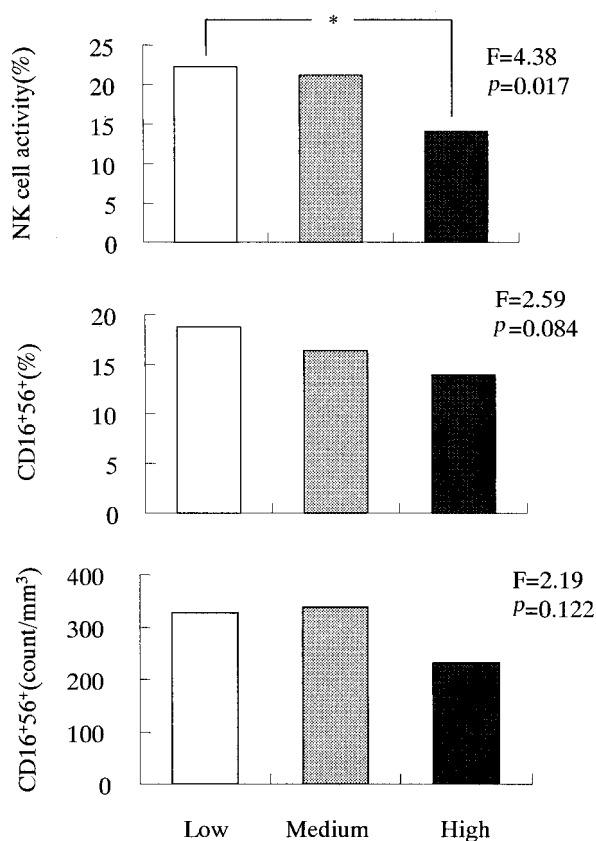 *
F=4.38
p=0.017
NK cell activity(%)
25
20
15
10
5
0
F=2.59
p=0.084
CD16⁺56⁺(%)
20
15
10
5
0
F=2.19
p=0.122
CD16⁺56⁺(count/mm³)
400
300
200
100
0
Low Medium High